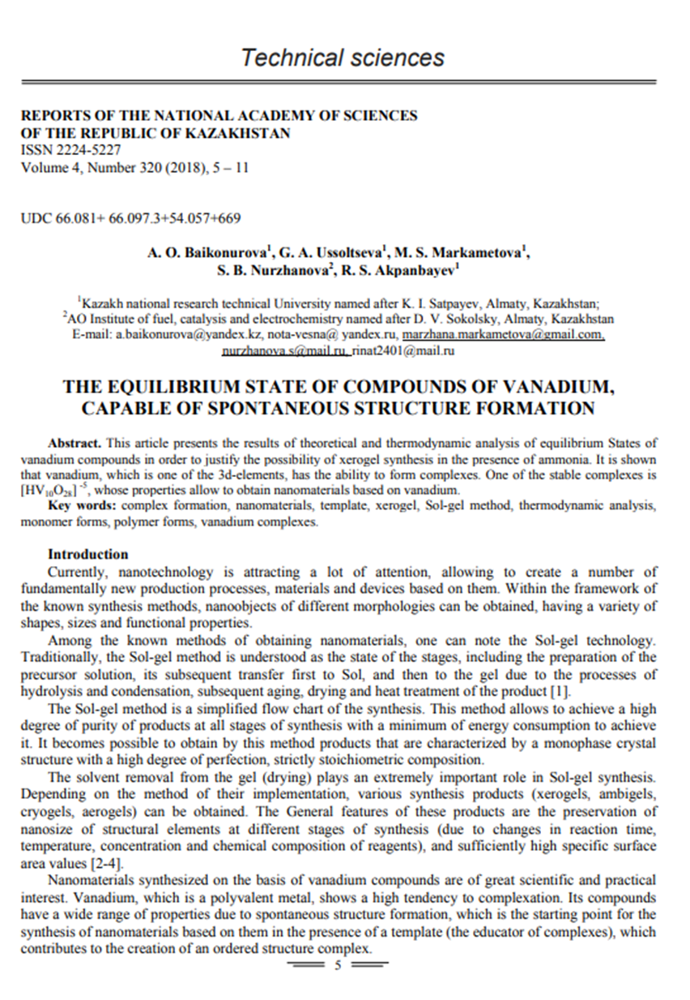 Technical sciences
REPORTS OF THE NATIONAL ACADEMY OF SCIENCES
OF THE REPUBLIC OF KAZAKHSTAN
ISSN 2224-5227
Volume 4, Number 320 (2018), 5 – 11
UDC 66.081+ 66.097.3+54.057+669
A. O. Baikonurova¹, G. A. Ussoltseva¹, M. S. Markametova¹,
S. B. Nurzhanova², R. S. Akpanbayev¹
¹Kazakh national research technical University named after K. I. Satpayev, Almaty, Kazakhstan;
²AO Institute of fuel, catalysis and electrochemistry named after D. V. Sokolsky, Almaty, Kazakhstan
E-mail: a.baikonurova@yandex.kz, nota-vesna@ yandex.ru, marzhana.markametova@gmail.com,
nurzhanova.s@mail.ru, rinat2401@mail.ru
THE EQUILIBRIUM STATE OF COMPOUNDS OF VANADIUM,
CAPABLE OF SPONTANEOUS STRUCTURE FORMATION
Abstract. This article presents the results of theoretical and thermodynamic analysis of equilibrium States of
vanadium compounds in order to justify the possibility of xerogel synthesis in the presence of ammonia. It is shown
that vanadium, which is one of the 3d-elements, has the ability to form complexes. One of the stable complexes is
[HV₁₀O₂₈] ⁻⁵, whose properties allow to obtain nanomaterials based on vanadium.
Key words: complex formation, nanomaterials, template, xerogel, Sol-gel method, thermodynamic analysis,
monomer forms, polymer forms, vanadium complexes.
Introduction
Currently, nanotechnology is attracting a lot of attention, allowing to create a number of
fundamentally new production processes, materials and devices based on them. Within the framework of
the known synthesis methods, nanoobjects of different morphologies can be obtained, having a variety of
shapes, sizes and functional properties.
Among the known methods of obtaining nanomaterials, one can note the Sol-gel technology.
Traditionally, the Sol-gel method is understood as the state of the stages, including the preparation of the
precursor solution, its subsequent transfer first to Sol, and then to the gel due to the processes of
hydrolysis and condensation, subsequent aging, drying and heat treatment of the product [1].
The Sol-gel method is a simplified flow chart of the synthesis. This method allows to achieve a high
degree of purity of products at all stages of synthesis with a minimum of energy consumption to achieve
it. It becomes possible to obtain by this method products that are characterized by a monophase crystal
structure with a high degree of perfection, strictly stoichiometric composition.
The solvent removal from the gel (drying) plays an extremely important role in Sol-gel synthesis.
Depending on the method of their implementation, various synthesis products (xerogels, ambigels,
cryogels, aerogels) can be obtained. The General features of these products are the preservation of
nanosize of structural elements at different stages of synthesis (due to changes in reaction time,
temperature, concentration and chemical composition of reagents), and sufficiently high specific surface
area values [2-4].
Nanomaterials synthesized on the basis of vanadium compounds are of great scientific and practical
interest. Vanadium, which is a polyvalent metal, shows a high tendency to complexation. Its compounds
have a wide range of properties due to spontaneous structure formation, which is the starting point for the
synthesis of nanomaterials based on them in the presence of a template (the educator of complexes), which
contributes to the creation of an ordered structure complex.
5